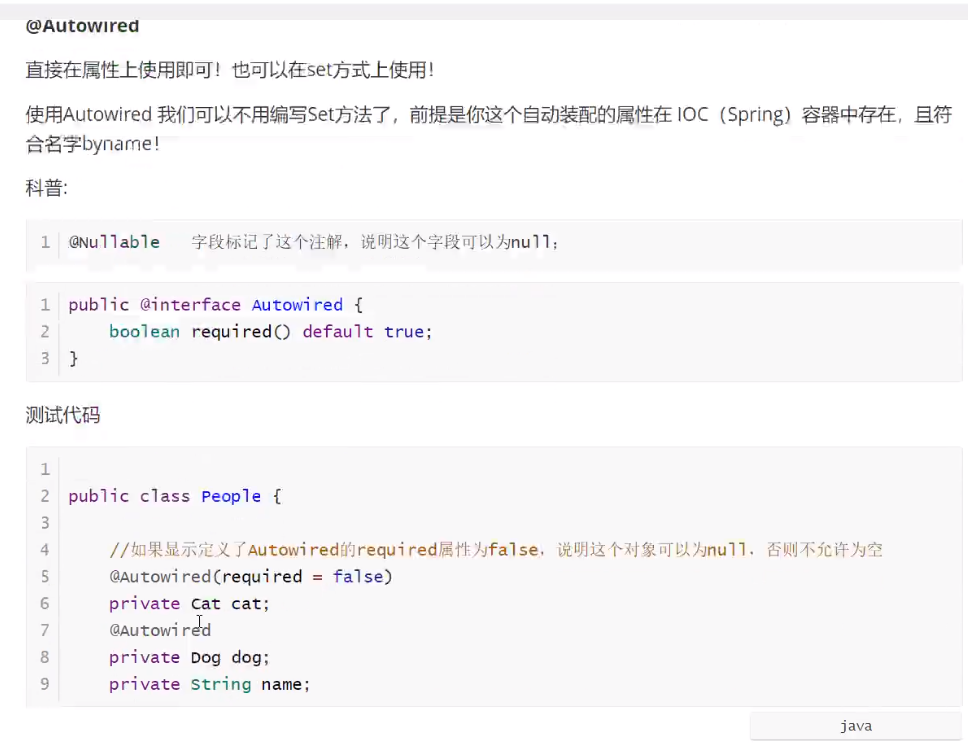 @Autowired
直接在属性上使用即可！也可以在set方式上使用！
使用Autowired 我们可以不用编写Set方法了，前提是你这个自动装配的属性在 IOC（Spring）容器中存在，且符
合名字byname！
科普:
1 @Nullable   字段标记了这个注解，说明这个字段可以为null;
1 public @interface Autowired {
2     boolean required() default true;
3 }
测试代码
1
2 public class People {
3
4     //如果显示定义了Autowired的required属性为false，说明这个对象可以为null，否则不允许为空
5     @Autowired(required = false)
6     private Cat cat;
7     @Autowired
8     private Dog dog;
9     private String name;
java